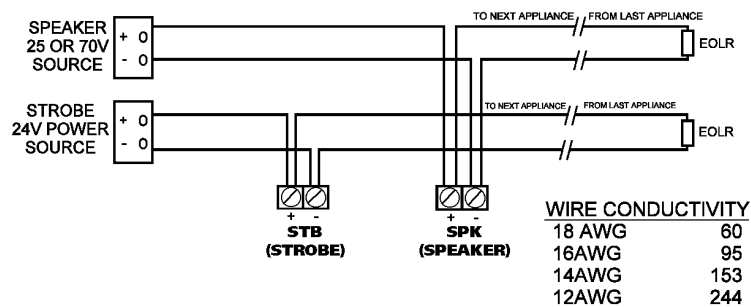 TO NEXT APPLIANCE FROM LAST APPLIANCE
SPEAKER
25 OR 70V
SOURCE
+ O
- O
EOLR
STROBE
24V POWER
SOURCE
+ O
- O
TO NEXT APPLIANCE FROM LAST APPLIANCE
EOLR
+ -
STB
(STROBE)
+ -
SPK
(SPEAKER)
WIRE CONDUCTIVITY
18 AWG 60
16AWG 95
14AWG 153
12AWG 244